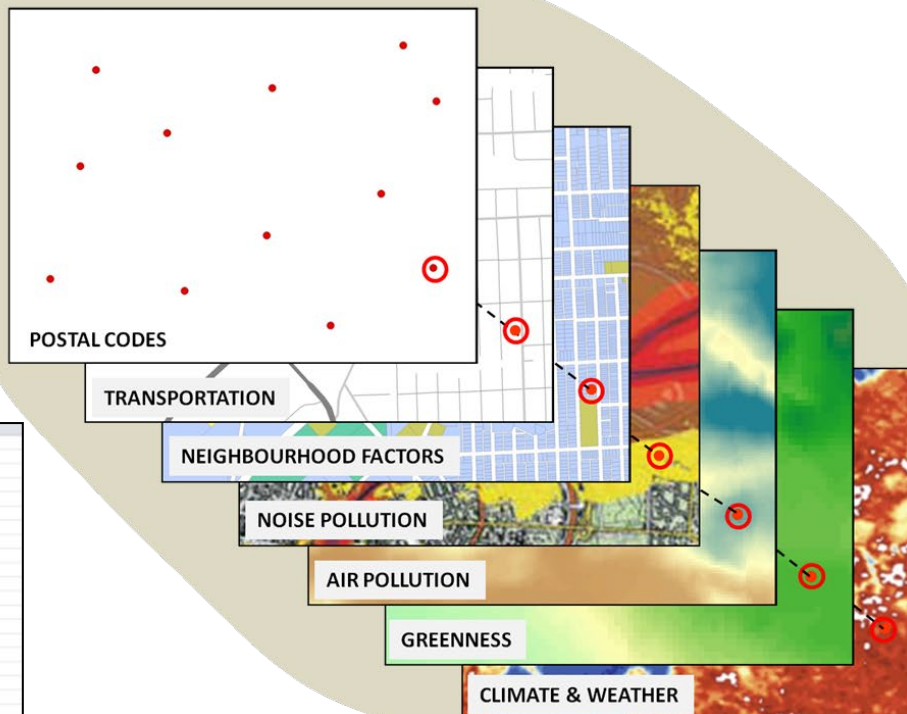 POSTAL CODES
TRANSPORTATION
NEIGHBOURHOOD FACTORS
NOISE POLLUTION
AIR POLLUTION
GREENNESS
CLIMATE & WEATHER